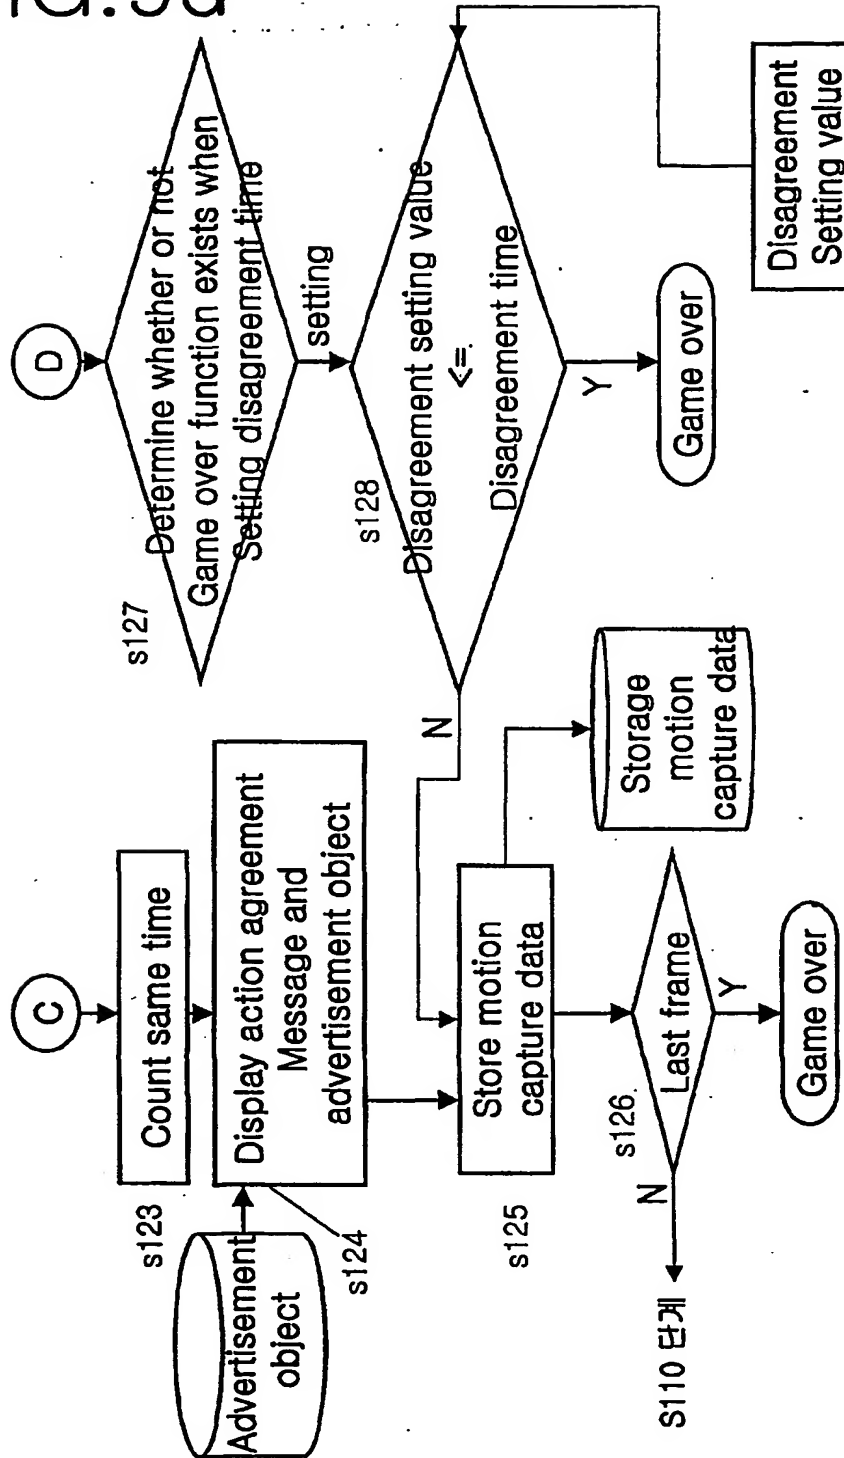 D
Determine whether or not
Game over function exists when
Setting disagreement time
s127
setting
s128
Disagreement setting value
<=.
Disagreement time
Y
Game over
N
Disagreement
Setting value
C
Count same time
s123
Advertisement
object
Display action agreement
Message and
advertisement object
s124
Store motion
capture data
s125
Storage
motion
capture data
Last frame
s126
Y
Game over
N
S110 단계